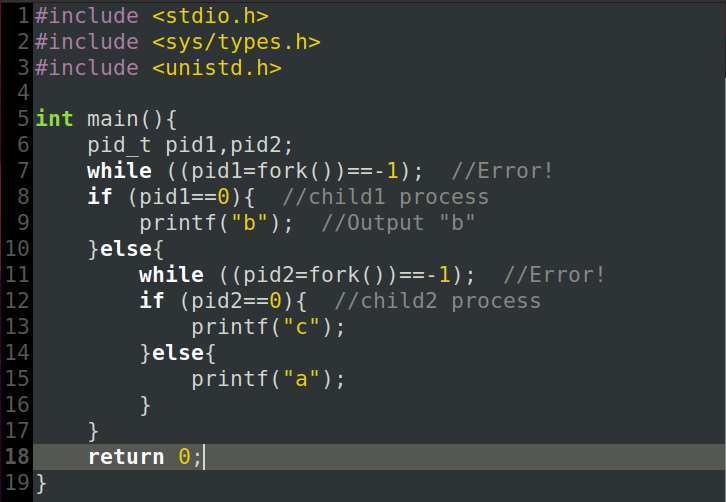 1 #include <stdio.h>
2 #include <sys/types.h>
3 #include <unistd.h>
4
5 int main(){
6     pid_t pid1,pid2;
7     while ((pid1=fork())==-1);  //Error!
8     if (pid1==0){  //child1 process
9         printf("b");  //Output "b"
10     }else{
11         while ((pid2=fork())==-1);  //Error!
12         if (pid2==0){  //child2 process
13             printf("c");
14         }else{
15             printf("a");
16         }
17     }
18     return 0;
19 }